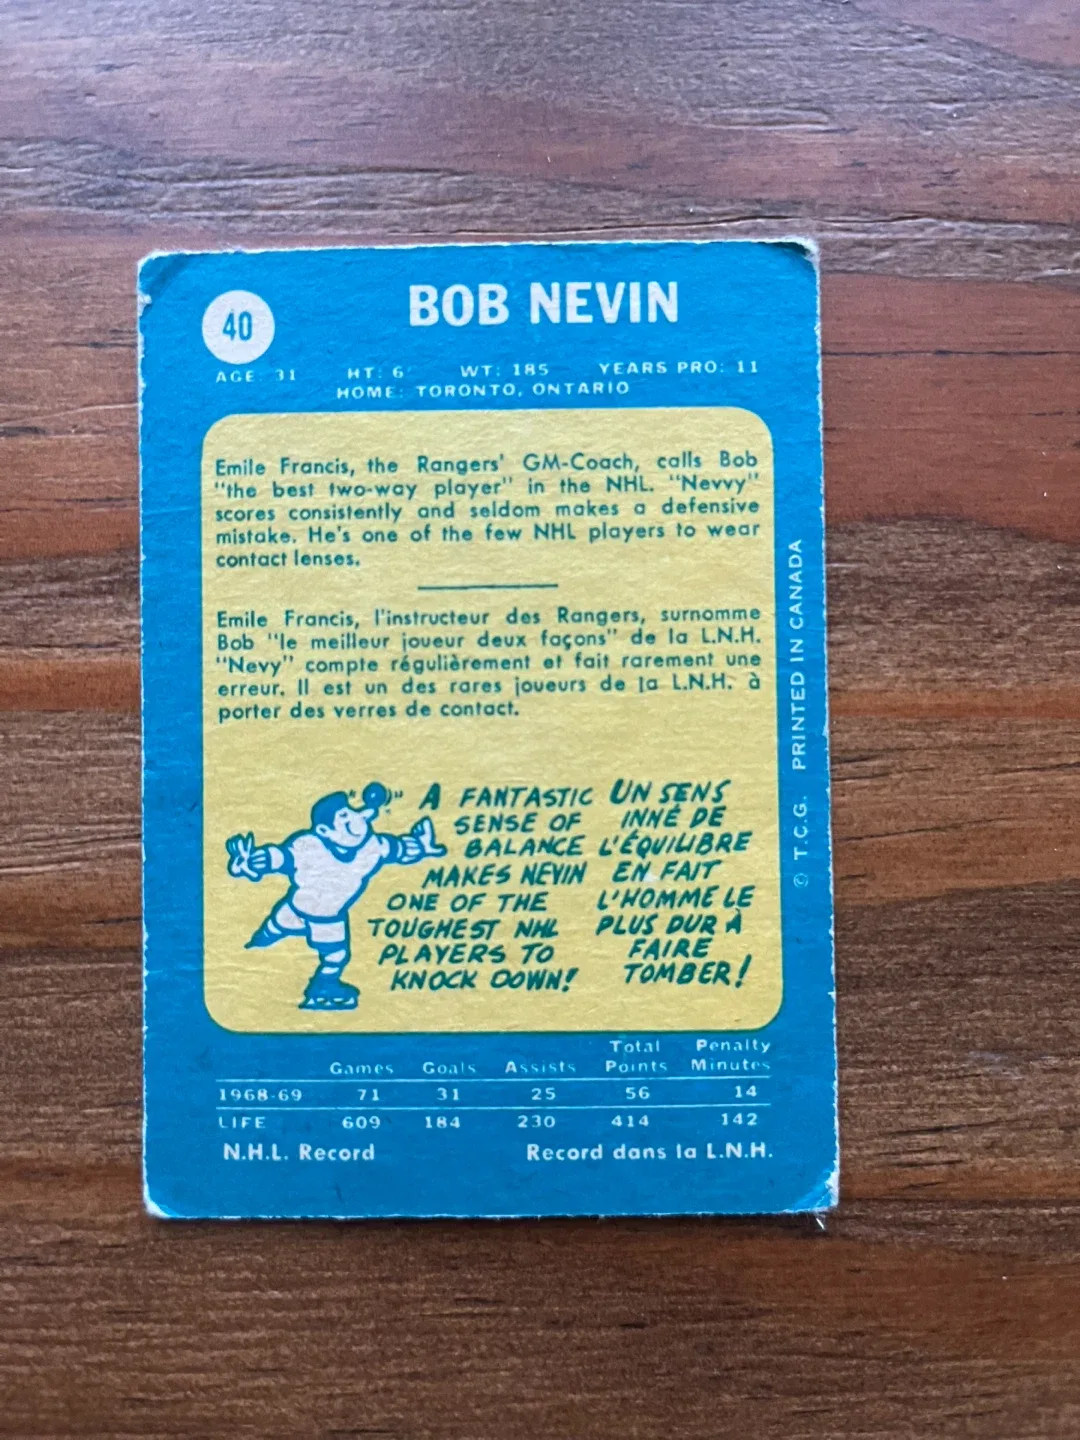 40
BOB NEVIN
AGE: 31 HT: 6' WT: 185 YEARS PRO: 11
HOME: TORONTO, ONTARIO
Emile Francis, the Rangers' GM-Coach, calls Bob
"the best two-way player" in the NHL. "Nevvy"
scores consistently and seldom makes a defensive
mistake. He's one of the few NHL players to wear
contact lenses.
Emile Francis, l'instructeur des Rangers, surnomme
Bob "le meilleur joueur deux façons" de la L.N.H.
"Nevy" compte régulièrement et fait rarement une
erreur. Il est un des rares joueurs de la L.N.H. à
porter des verres de contact.
A FANTASTIC
SENSE OF
BALANCE
MAKES NEVIN
ONE OF THE
TOUGHEST NHL
PLAYERS TO
KNOCK DOWN!
UN SENS
INNÉ DE
L'ÉQUILIBRE
EN FAIT
L'HOMME LE
PLUS DUR À
FAIRE
TOMBER!
© T.C.G. PRINTED IN CANADA
Games Goals Assists Total Points Penalty Minutes
1968-69 71 31 25 56 14
LIFE 609 184 230 414 142
N.H.L. Record Record dans la L.N.H.